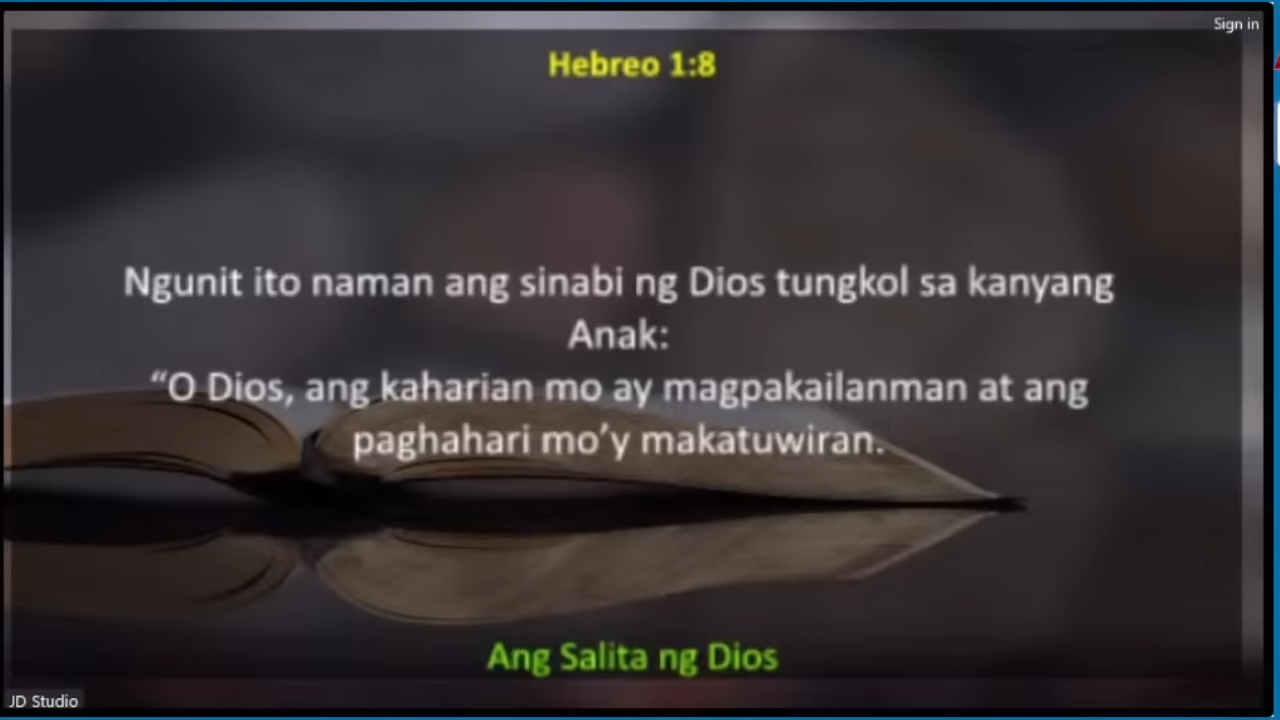 Sign in
Hebreo 1:8
Ngunit ito naman ang sinabi ng Dios tungkol sa kanyang
Anak:
“O Dios, ang kaharian mo ay magpakailanman at ang
paghahari mo’y makatuwiran.
Ang Salita ng Dios
JD Studio